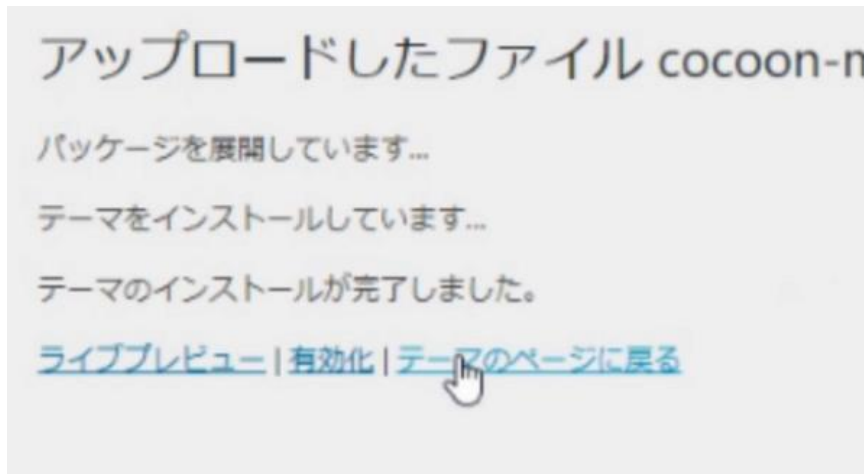 アップロードしたファイル cocoon-m
パッケージを展開しています...
テーマをインストールしています...
テーマのインストールが完了しました。
ライブプレビュー | 有効化 | テーマのページに戻る